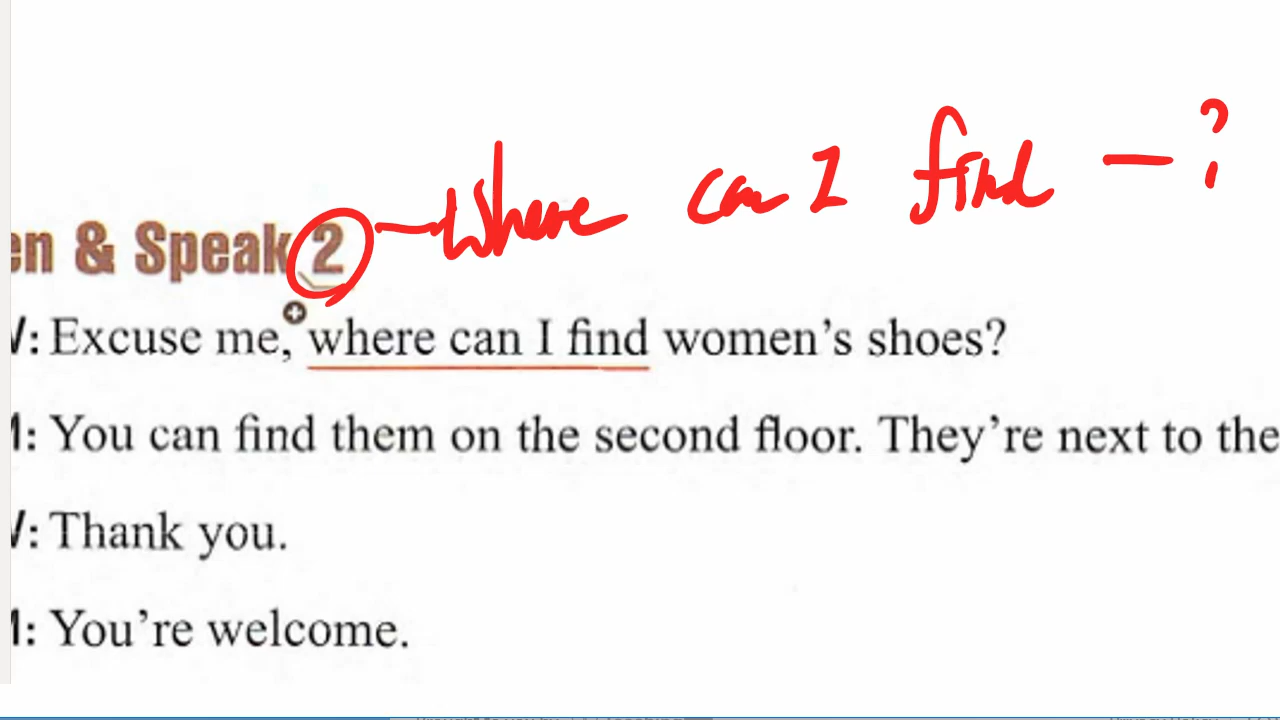 Where can I find — ?
en & Speak 2
W: Excuse me, where can I find women's shoes?
M: You can find them on the second floor. They're next to the
W: Thank you.
M: You're welcome.